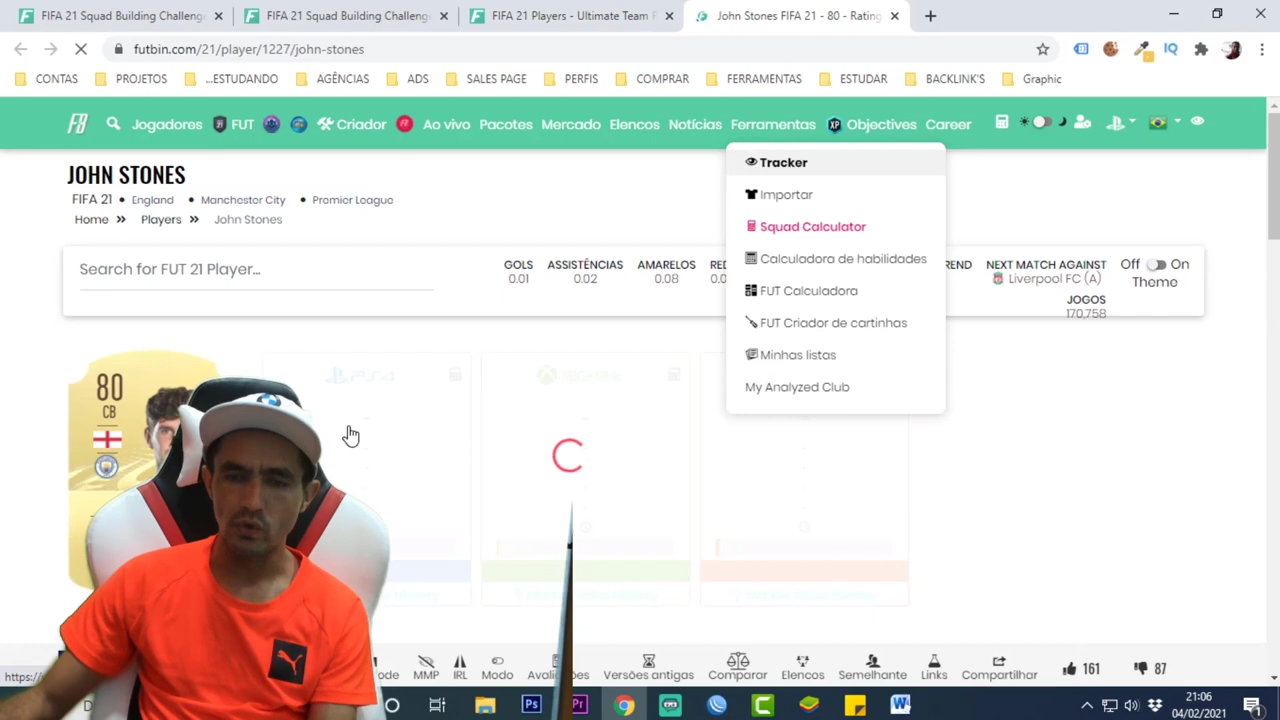 FIFA 21 Squad Building Challeng
FIFA 21 Squad Building Challeng
FIFA 21 Players - Ultimate Team F
John Stones FIFA 21 - 80 - Rating
futbin.com/21/player/1227/john-stones
CONTAS
PROJETOS
...ESTUDANDO
AGÊNCIAS
ADS
SALES PAGE
PERFIS
COMPRAR
FERRAMENTAS
ESTUDAR
BACKLINK'S
Graphic
Jogadores FUT Criador Ao vivo Pacotes Mercado Elencos Notícias Ferramentas Objectives Career
JOHN STONES
FIFA 21 • England • Manchester City • Premier League
Home » Players » John Stones
Search for FUT 21 Player...
GOLS
0.01
ASSISTÊNCIAS
0.02
AMARELOS
0.08
RED
0.0
REND
NEXT MATCH AGAINST
Liverpool FC (A)
JOGOS
170,758
Off On
Theme
Tracker
Importar
Squad Calculator
Calculadora de habilidades
FUT Calculadora
FUT Criador de cartinhas
Minhas listas
My Analyzed Club
80
CB
PS4
https:/
ode
MMP
IRL
Modo
Versões antigas
Comparar
Elencos
Semelhante
Links
Compartilhar
161
87
21:06
04/02/2021